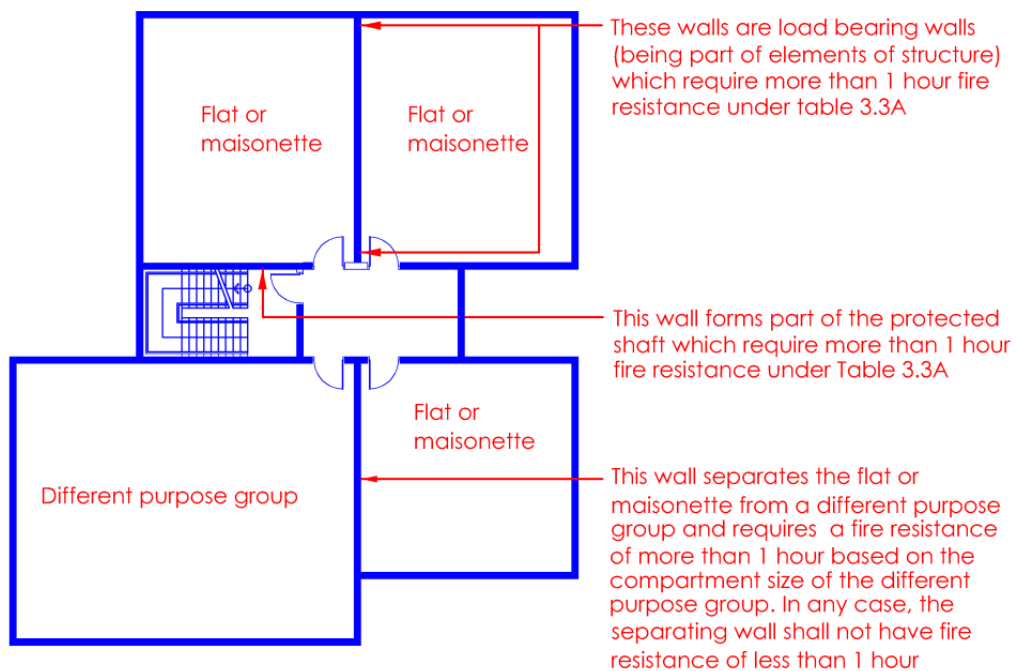 These walls are load bearing walls
(being part of elements of structure)
which require more than 1 hour fire
resistance under table 3.3A
Flat or
maisonette
Flat or
maisonette
This wall forms part of the protected
shaft which require more than 1 hour
fire resistance under Table 3.3A
Flat or
maisonette
Different purpose group
This wall separates the flat or
maisonette from a different purpose
group and requires a fire resistance
of more than 1 hour based on the
compartment size of the different
purpose group. In any case, the
separating wall shall not have fire
resistance of less than 1 hour